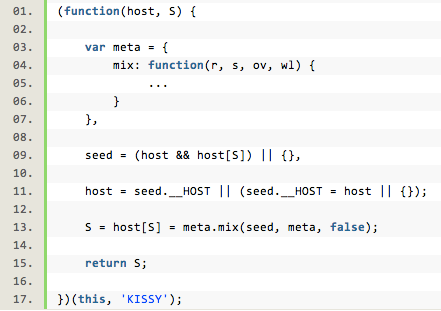 01. (function(host, S) {
02.
03.     var meta = {
04.         mix: function(r, s, ov, wl) {
05.             ...
06.         }
07.     },
08.
09.     seed = (host && host[S]) || {},
10.
11.     host = seed.__HOST || (seed.__HOST = host || {});
12.
13.     S = host[S] = meta.mix(seed, meta, false);
14.
15.     return S;
16.
17. })(this, 'KISSY');